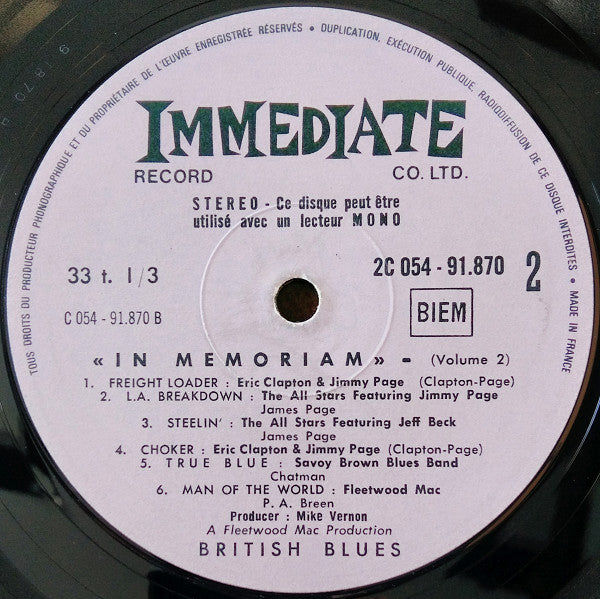 TOUS DROITS DU PRODUCTEUR PHONOGRAPHIQUE ET DU PROPRIÉTAIRE DE L'ŒUVRE ENREGISTRÉE RÉSERVÉS • DUPLICATION, EXÉCUTION PUBLIQUE, RADIODIFFUSION DE CE DISQUE INTERDITES • MADE IN FRANCE
IMMEDIATE
RECORD CO. LTD.
STEREO - Ce disque peut être
utilisé avec un lecteur MONO
33 t. 1/3 2C 054 - 91.870 2
C 054 - 91.870 B BIEM
« IN MEMORIAM » - (Volume 2)
1. FREIGHT LOADER : Eric Clapton & Jimmy Page (Clapton-Page)
2. L.A. BREAKDOWN : The All Stars Featuring Jimmy Page
James Page
3. STEELIN' : The All Stars Featuring Jeff Beck
James Page
4. CHOKER : Eric Clapton & Jimmy Page (Clapton-Page)
5. TRUE BLUE : Savoy Brown Blues Band
Chatman
6. MAN OF THE WORLD : Fleetwood Mac
P. A. Breen
Producer : Mike Vernon
A Fleetwood Mac Production
BRITISH BLUES